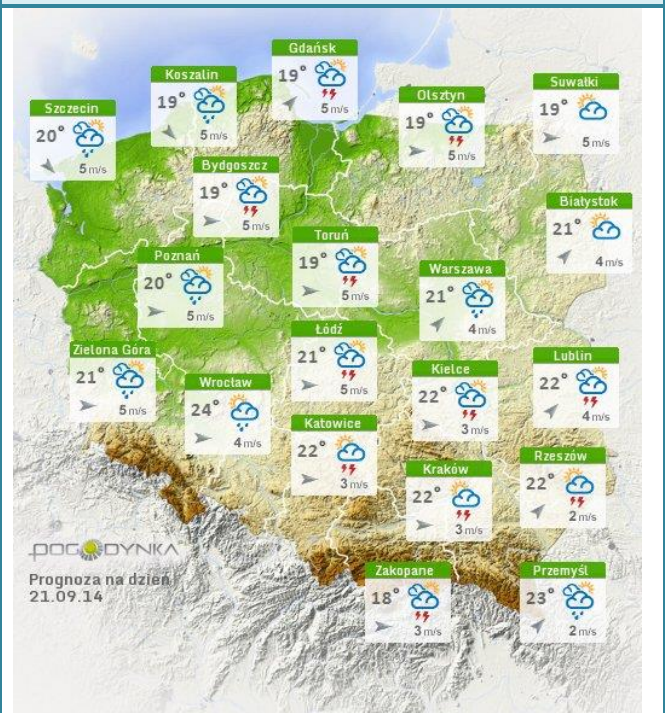 Gdańsk
19°
5 m/s
Koszalin
19°
5 m/s
Suwałki
19°
5 m/s
Olsztyn
19°
5 m/s
Szczecin
20°
5 m/s
Bydgoszcz
19°
5 m/s
Białystok
21°
4 m/s
Toruń
19°
5 m/s
Poznań
20°
5 m/s
Warszawa
21°
4 m/s
Łódź
21°
5 m/s
Zielona Góra
21°
5 m/s
Lublin
22°
4 m/s
Kielce
22°
3 m/s
Wrocław
24°
4 m/s
Katowice
22°
3 m/s
Rzeszów
22°
2 m/s
Kraków
22°
3 m/s
POGODYNKA
Prognoza na dzień
21.09.14
Zakopane
18°
3 m/s
Przemyśl
23°
2 m/s